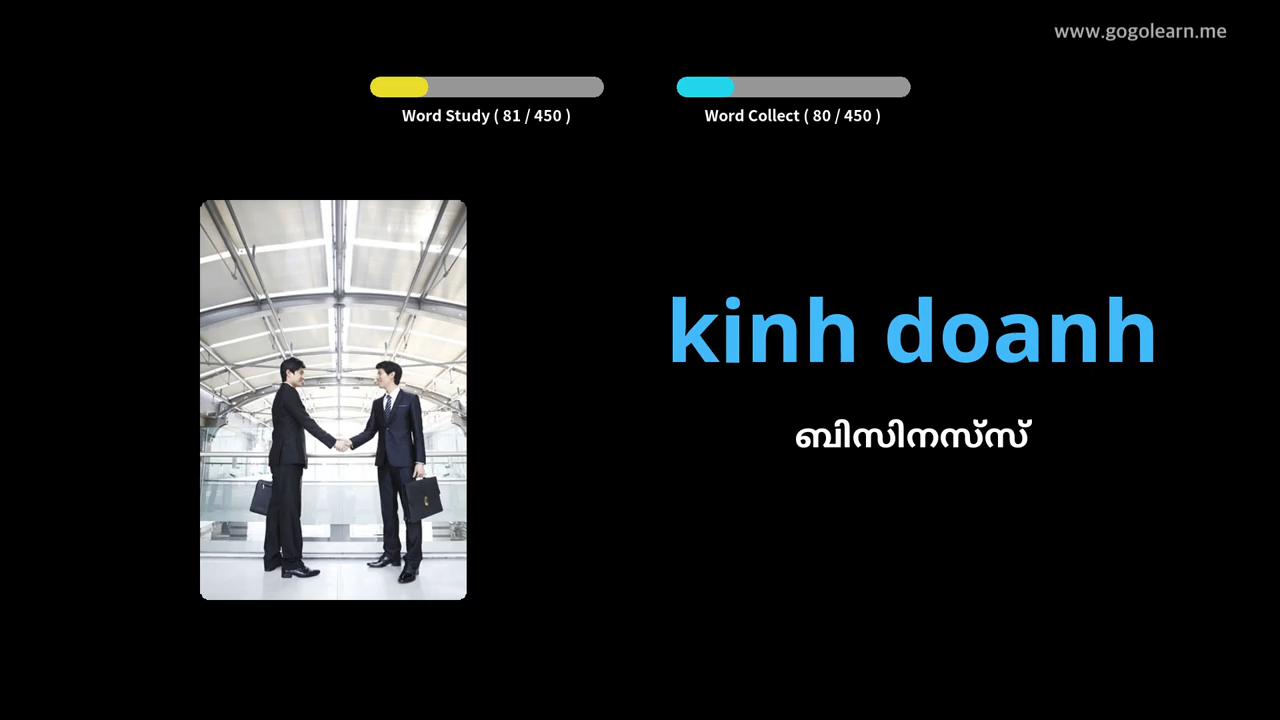 www.gogolearn.me
Word Study ( 81 / 450 )
Word Collect ( 80 / 450 )
kinh doanh
ബിസിനസ്സ്